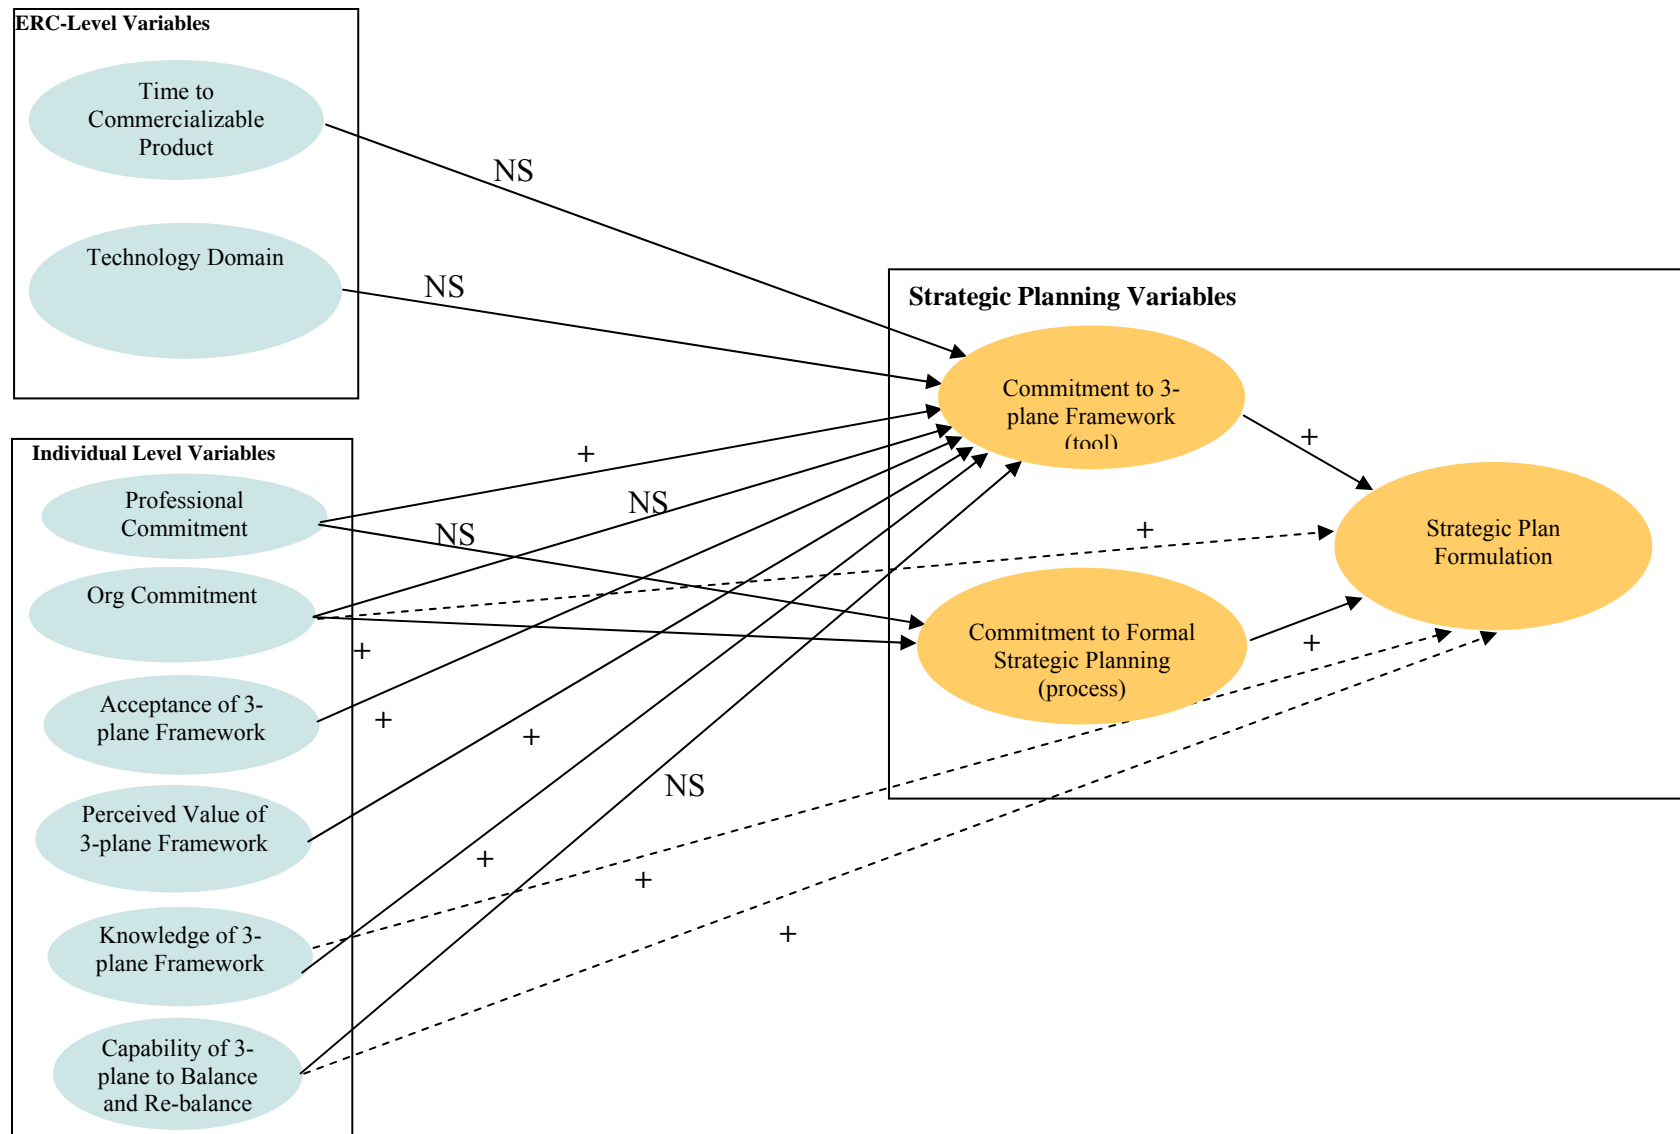 ERC-Level Variables
Time to
Commercializable
Product
NS
Technology Domain
NS
Strategic Planning Variables
Commitment to 3-
plane Framework
(tool)
+
Individual Level Variables
+
Professional
Commitment
NS
NS
+
Strategic Plan
Formulation
Org Commitment
+
Commitment to Formal
Strategic Planning
(process)
+
Acceptance of 3-
plane Framework
+
+
NS
Perceived Value of
3-plane Framework
+
+
Knowledge of 3-
plane Framework
+
Capability of 3-
plane to Balance
and Re-balance